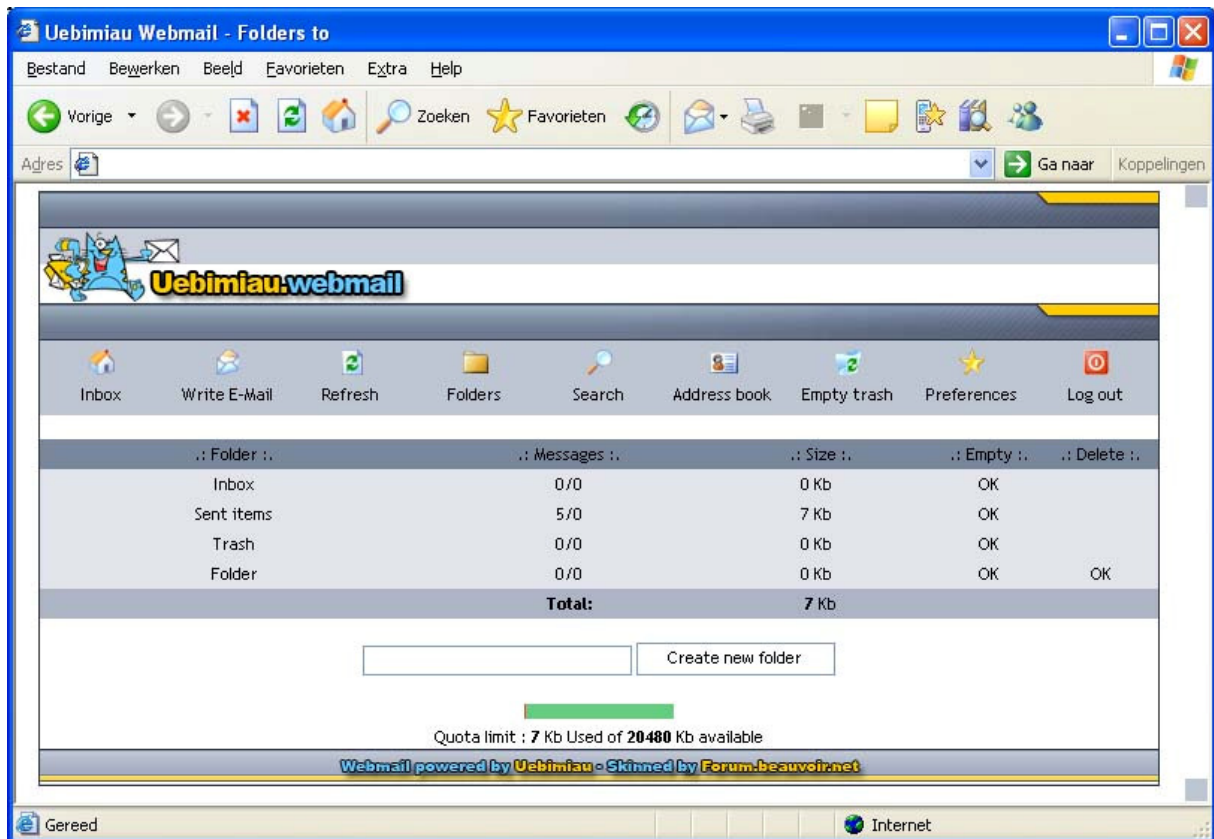 Uebimiau Webmail - Folders to
Bestand Bewerken Beeld Favorieten Extra Help
Vorige Zoeken Favorieten
Adres Ga naar Koppelingen
Uebimiau.webmail
Inbox Write E-Mail Refresh Folders Search Address book Empty trash Preferences Log out
.: Folder :. .: Messages :. .: Size :. .: Empty :. .: Delete :.
Inbox 0/0 0 Kb OK
Sent items 5/0 7 Kb OK
Trash 0/0 0 Kb OK
Folder 0/0 0 Kb OK OK
Total: 7 Kb
Create new folder
Quota limit : 7 Kb Used of 20480 Kb available
Webmail powered by Uebimiau - Skinned by Forum.beauvoir.net
Gereed Internet